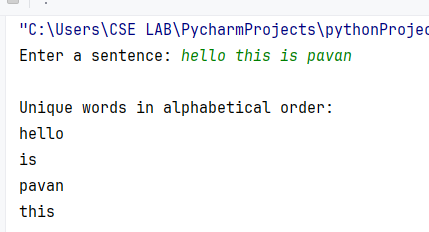 "C:\Users\CSE LAB\PycharmProjects\pythonProjec
Enter a sentence: hello this is pavan
Unique words in alphabetical order:
hello
is
pavan
this